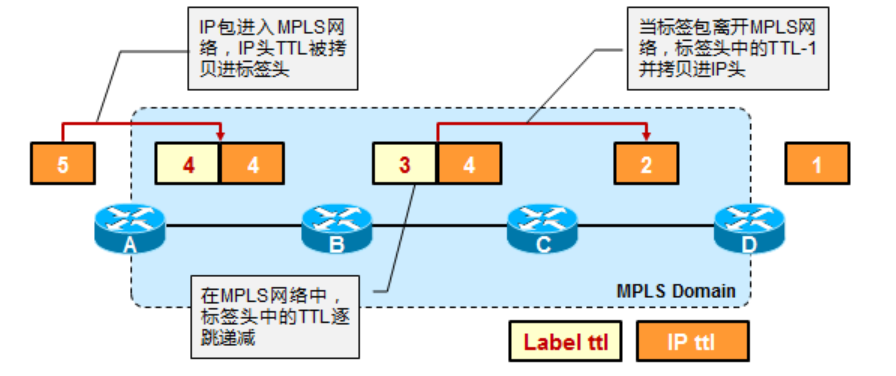 IP包进入MPLS网
络，IP头TTL被拷
贝进标签头
当标签包离开MPLS网
络，标签头中的TTL-1
并拷贝进IP头
5
4
4
3
4
2
1
A
B
C
D
在MPLS网络中，
标签头中的TTL逐
跳递减
MPLS Domain
Label ttl
IP ttl